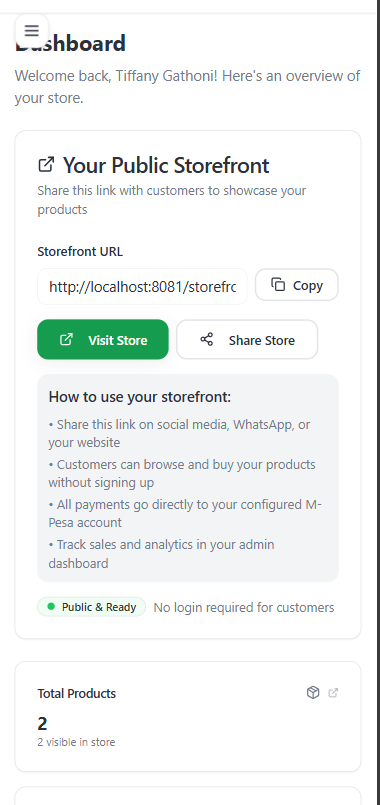 Dashboard
Welcome back, Tiffany Gathoni! Here's an overview of
your store.
Your Public Storefront
Share this link with customers to showcase your
products
Storefront URL
http://localhost:8081/storefrc
Copy
Visit Store
Share Store
How to use your storefront:
• Share this link on social media, WhatsApp, or
your website
• Customers can browse and buy your products
without signing up
• All payments go directly to your configured M-
Pesa account
• Track sales and analytics in your admin
dashboard
Public & Ready
No login required for customers
Total Products
2
2 visible in store